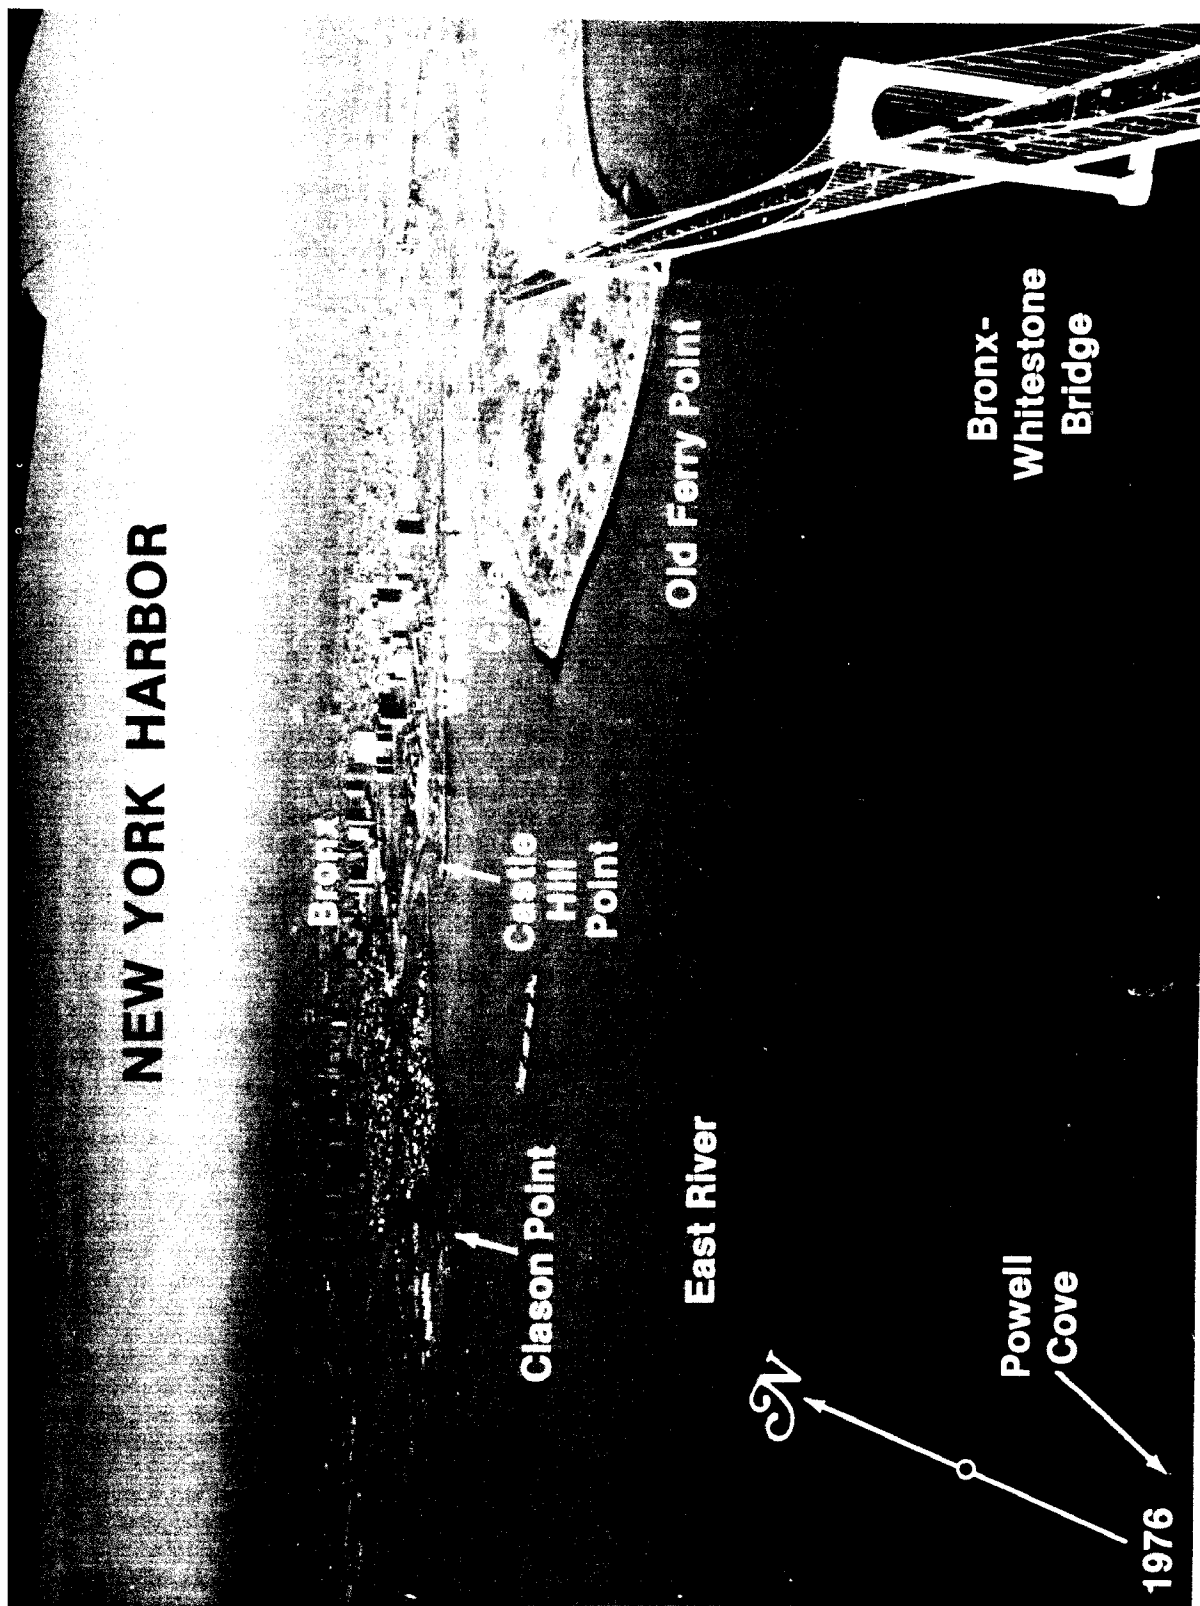 NEW YORK HARBOR
Bronx
Old Ferry Point
Castle
Hill
Point
Clason Point
East River
Bronx-
Whitestone
Bridge
Powell
Cove
N
1976